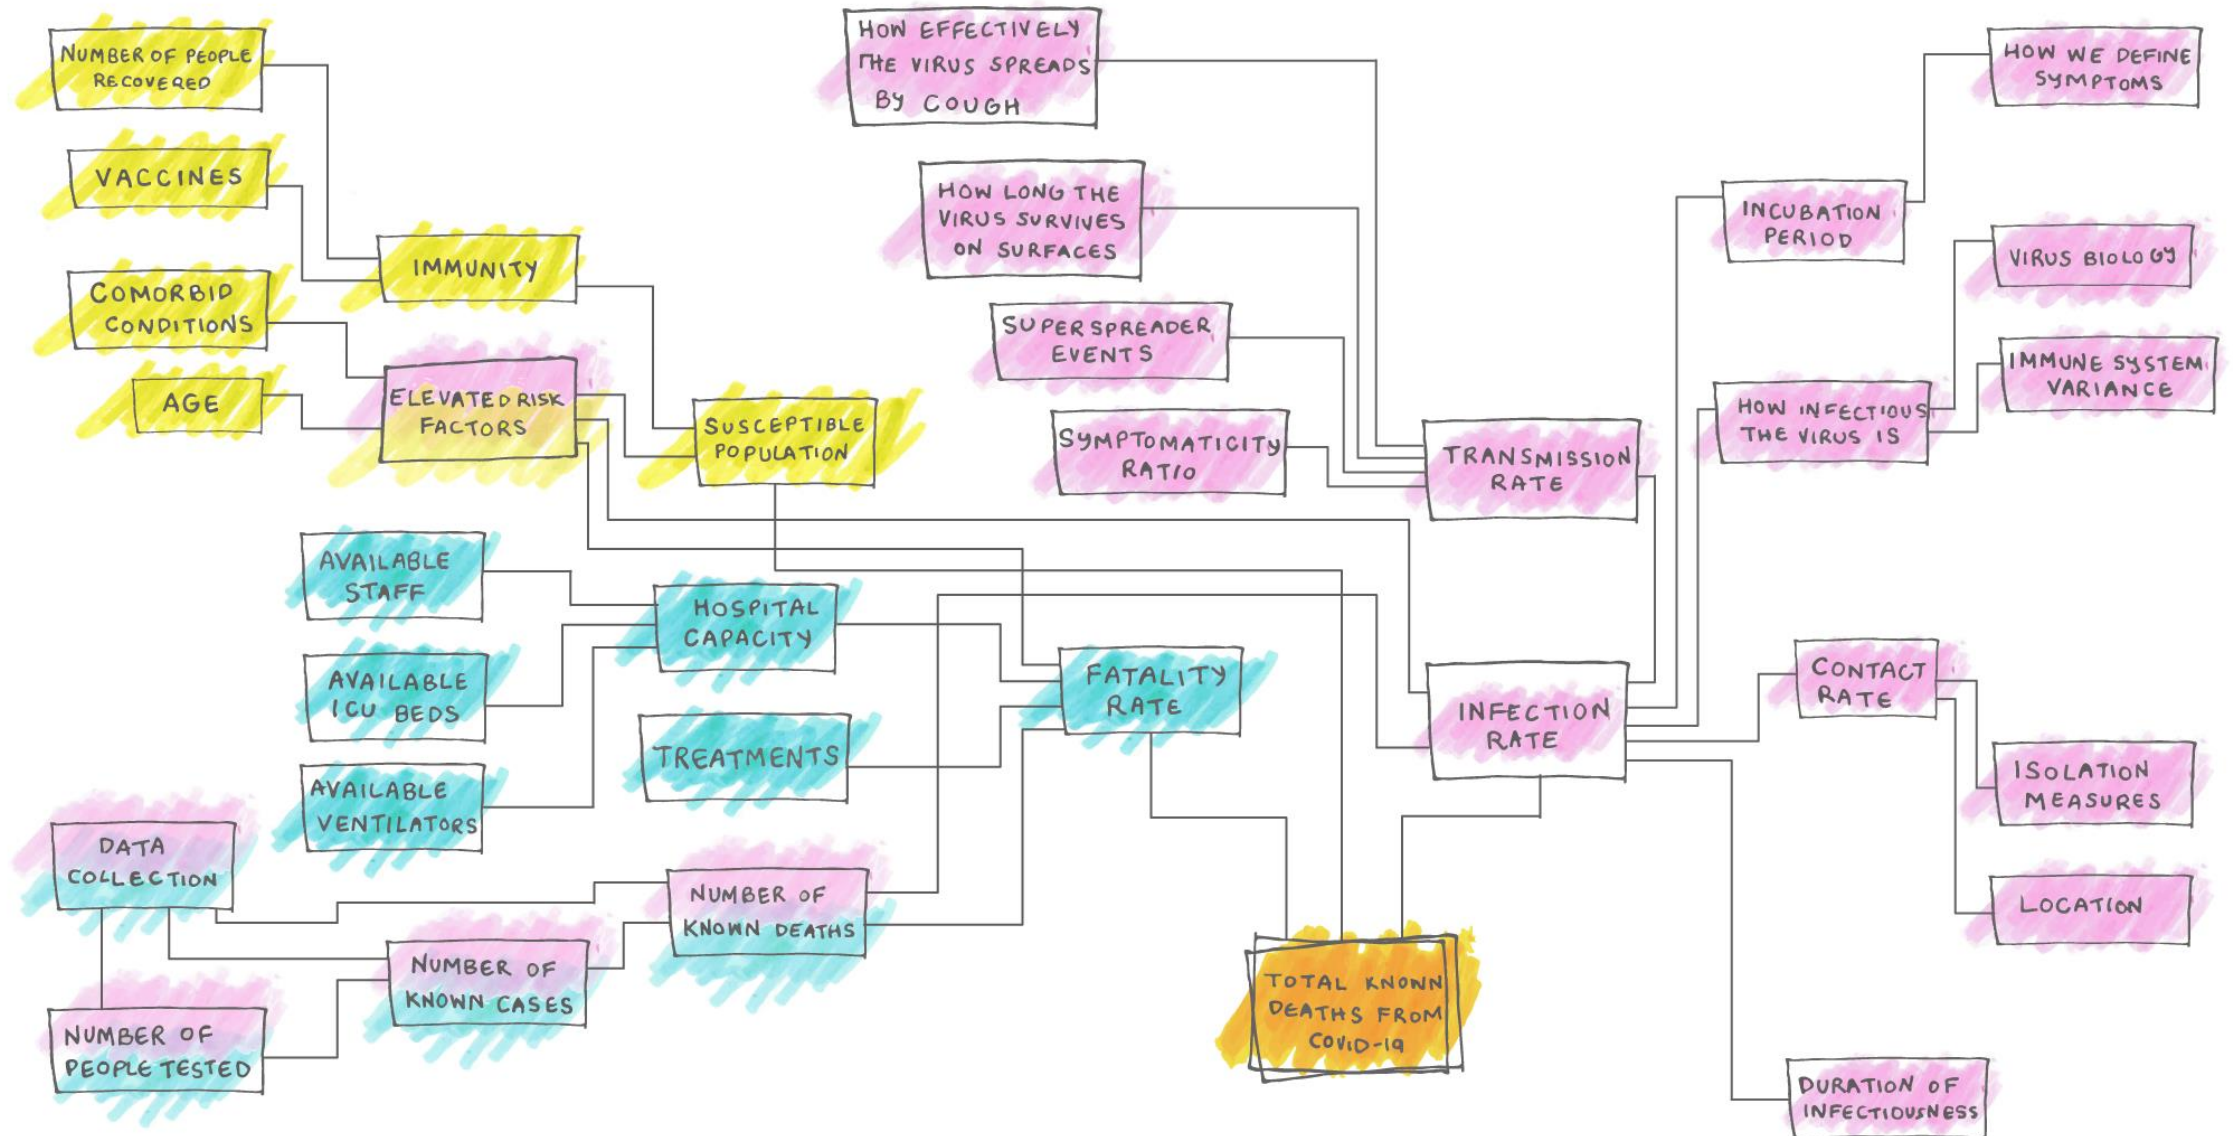 NUMBER OF PEOPLE
RECOVERED
VACCINES
COMORBID
CONDITIONS
AGE
IMMUNITY
ELEVATED RISK
FACTORS
SUSCEPTIBLE
POPULATION
HOW EFFECTIVELY
THE VIRUS SPREADS
BY COUGH
HOW LONG THE
VIRUS SURVIVES
ON SURFACES
SUPERSPREADER
EVENTS
SYMPTOMATICITY
RATIO
TRANSMISSION
RATE
HOW WE DEFINE
SYMPTOMS
INCUBATION
PERIOD
VIRUS BIOLOGY
IMMUNE SYSTEM
VARIANCE
HOW INFECTIOUS
THE VIRUS IS
AVAILABLE
STAFF
AVAILABLE
ICU BEDS
AVAILABLE
VENTILATORS
HOSPITAL
CAPACITY
TREATMENTS
FATALITY
RATE
INFECTION
RATE
CONTACT
RATE
ISOLATION
MEASURES
LOCATION
DURATION OF
INFECTIOUSNESS
DATA
COLLECTION
NUMBER OF
PEOPLE TESTED
NUMBER OF
KNOWN CASES
NUMBER OF
KNOWN DEATHS
TOTAL KNOWN
DEATHS FROM
COVID-19